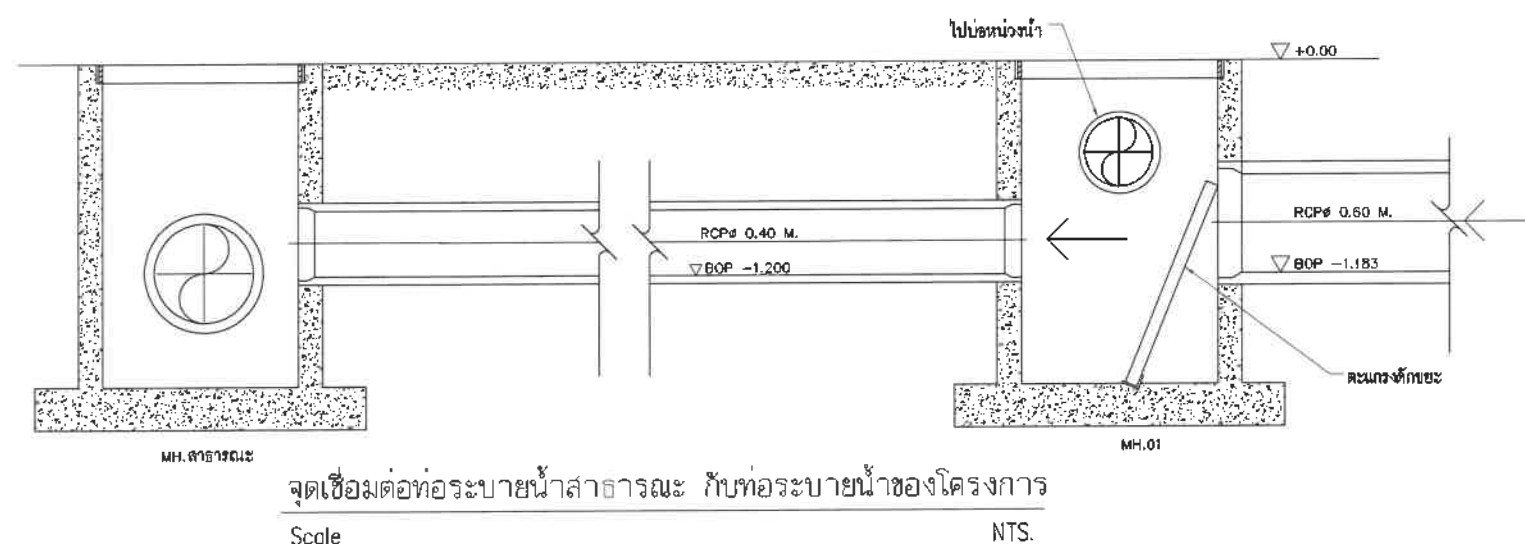 ไปบ่อหน่วงน้ำ
+0.00
RCPø 0.40 M.
BOP -1.200
RCPø 0.60 M.
BOP -1.183
ตะแกรงดักขยะ
MH.สาธารณะ
MH.01
จุดเชื่อมต่อท่อระบายน้ำสาธารณะ กับท่อระบายน้ำของโครงการ
Scale NTS.